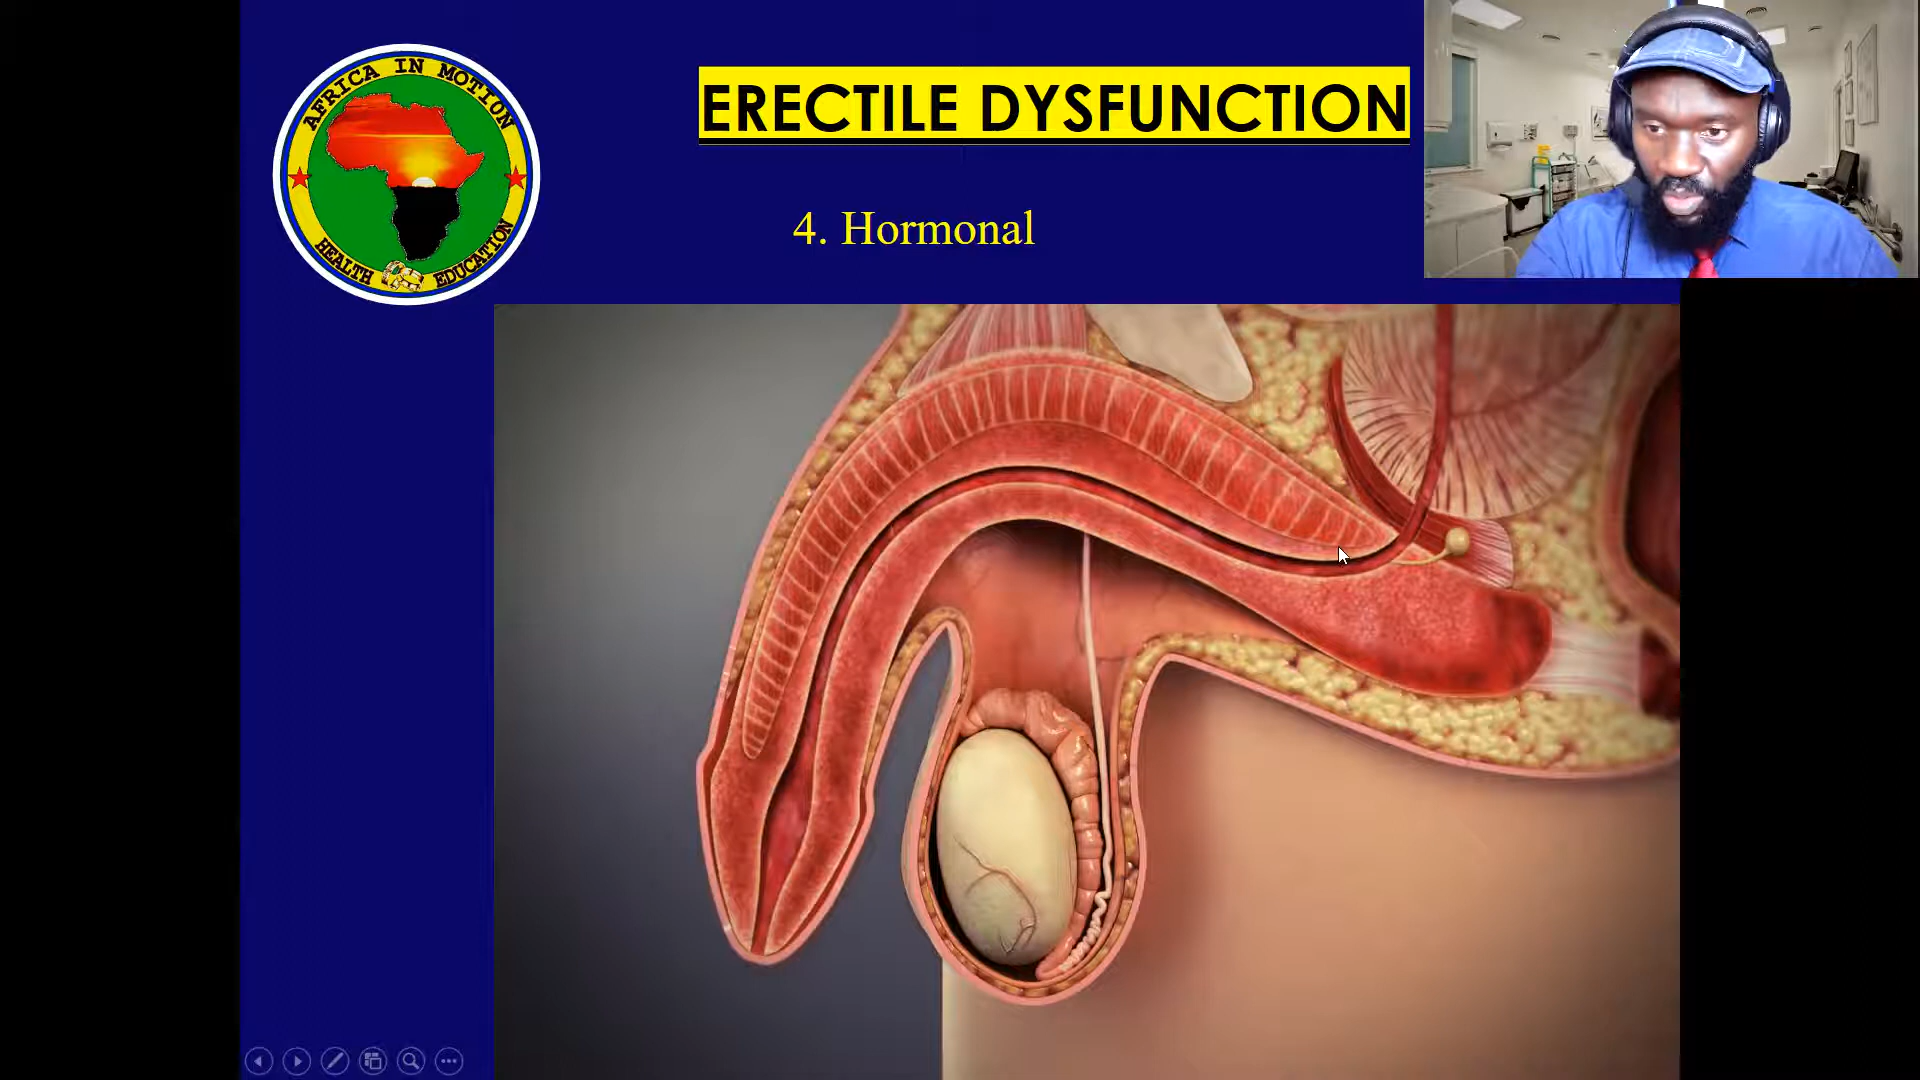 AFRICA IN MOTION
HEALTH EDUCATION
ERECTILE DYSFUNCTION
4. Hormonal